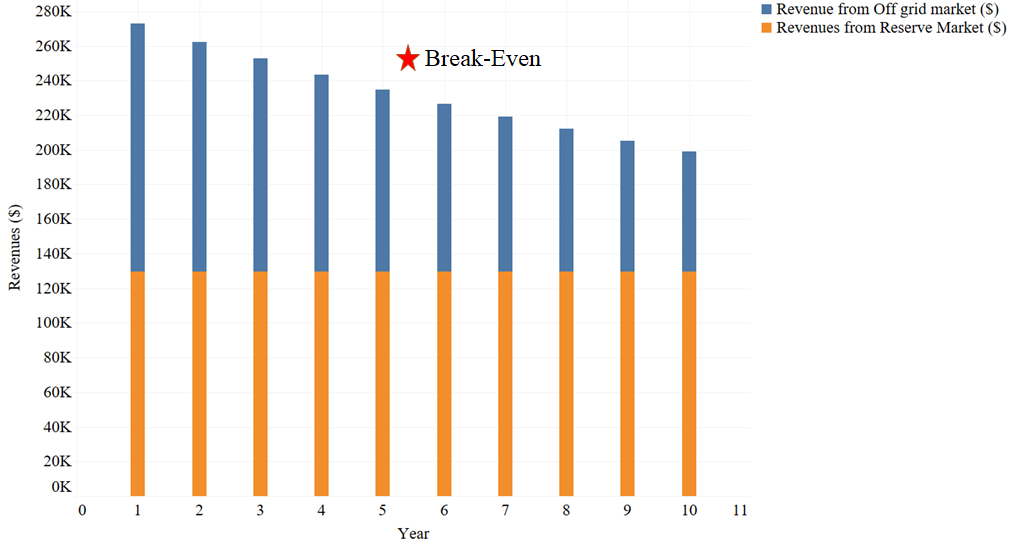 280K
260K
240K
220K
200K
180K
160K
140K
120K
100K
80K
60K
40K
20K
0K
Revenues ($)
Break-Even
Revenue from Off grid market ($)
Revenues from Reserve Market ($)
0 1 2 3 4 5 6 7 8 9 10 11
Year